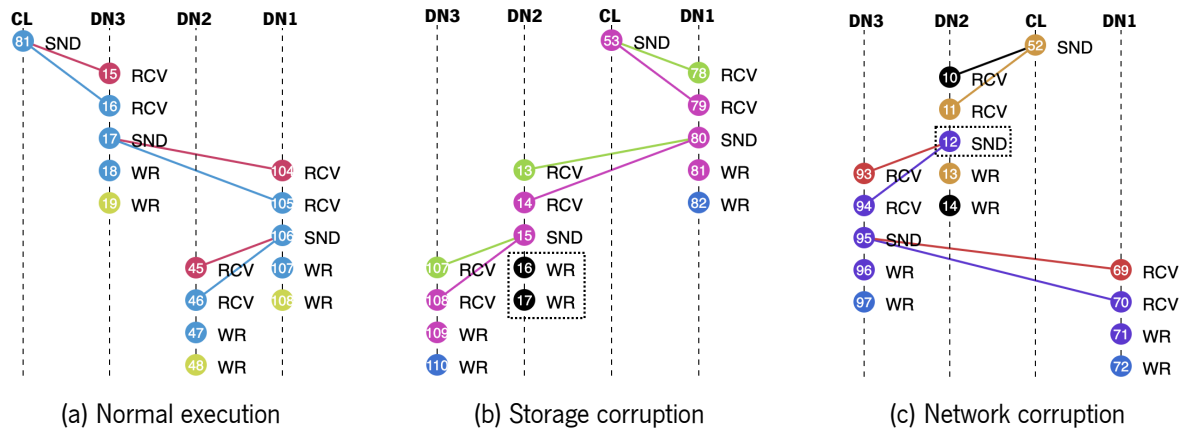 CL DN3 DN2 DN1
81 SND
15 RCV
16 RCV
17 SND
18 WR 104 RCV
19 WR 105 RCV
106 SND
45 RCV 107 WR
46 RCV 108 WR
47 WR
48 WR
(a) Normal execution
DN3 DN2 CL DN1
53 SND
78 RCV
79 RCV
80 SND
13 RCV 81 WR
14 RCV 82 WR
15 SND
107 RCV 16 WR
108 RCV 17 WR
109 WR
110 WR
(b) Storage corruption
DN3 DN2 CL DN1
52 SND
10 RCV
11 RCV
12 SND
93 RCV 13 WR
94 RCV 14 WR
95 SND
96 WR 69 RCV
97 WR 70 RCV
71 WR
72 WR
(c) Network corruption